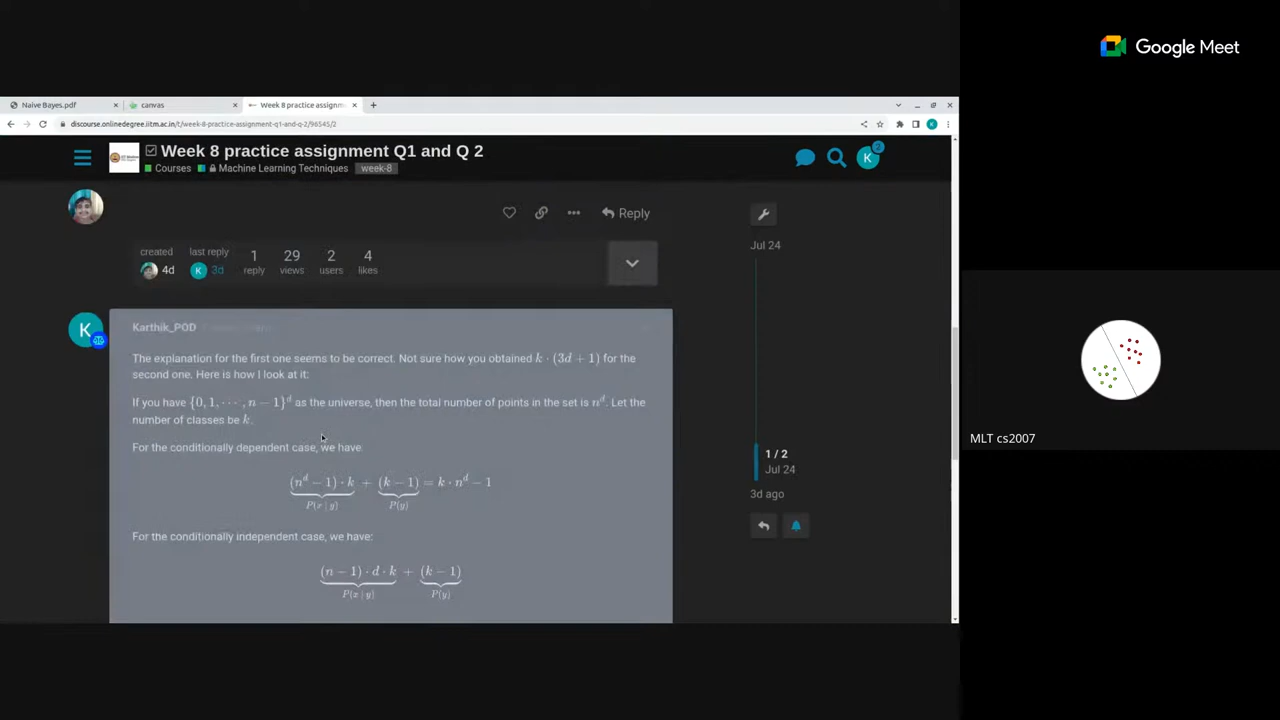 Google Meet
Naive Bayes.pdf
canvas
Week 8 practice assignm
discourse.onlinedegree.iitm.ac.in/t/week-8-practice-assignment-q1-and-q-2/96545/2
K
Week 8 practice assignment Q1 and Q 2
Courses Machine Learning Techniques week-8
K 2
Reply
Jul 24
created last reply 1 29 2 4
4d K 3d reply views users likes
K
Karthik_POD
The explanation for the first one seems to be correct. Not sure how you obtained k · (3d + 1) for the
second one. Here is how I look at it:
If you have {0, 1, ⋯ , n − 1}^d as the universe, then the total number of points in the set is n^d. Let the
number of classes be k.
For the conditionally dependent case, we have
(n^d − 1) · k + (k − 1) = k · n^d − 1
P(x | y) P(y)
For the conditionally independent case, we have:
(n − 1) · d · k + (k − 1)
P(x | y) P(y)
1 / 2
Jul 24
3d ago
MLT cs2007